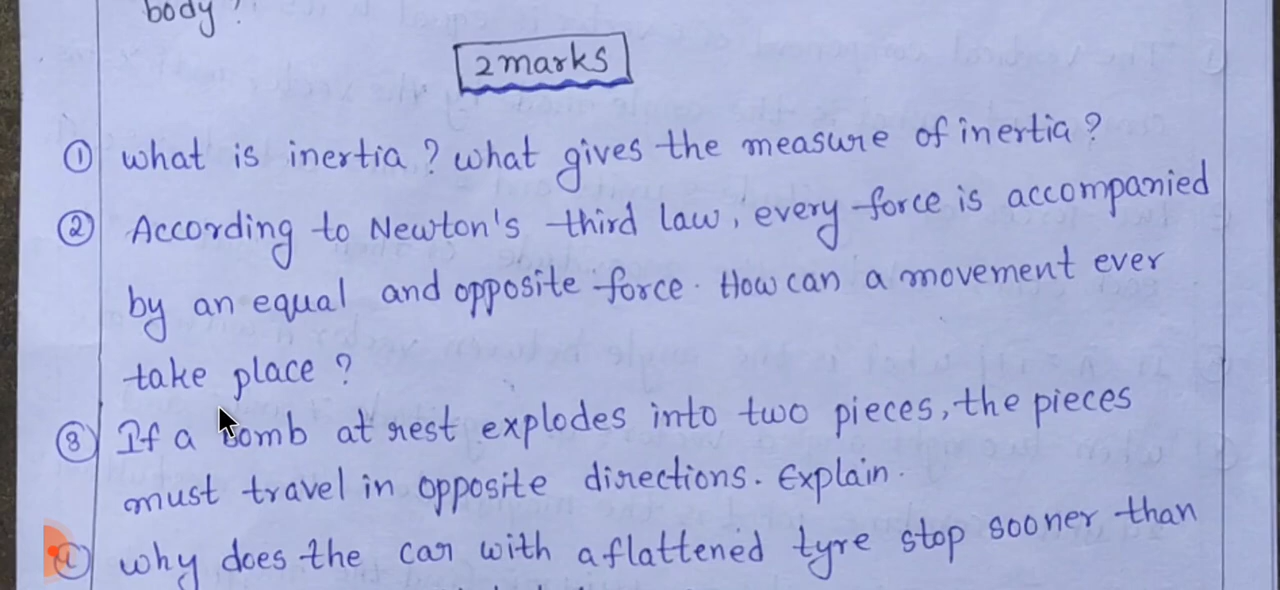 body?
2 marks
① what is inertia? what gives the measure of inertia?
② According to Newton's third law, every force is accompanied
by an equal and opposite force. How can a movement ever
take place?
③ If a bomb at rest explodes into two pieces, the pieces
must travel in opposite directions. Explain.
④ why does the car with a flattened tyre stop sooner than